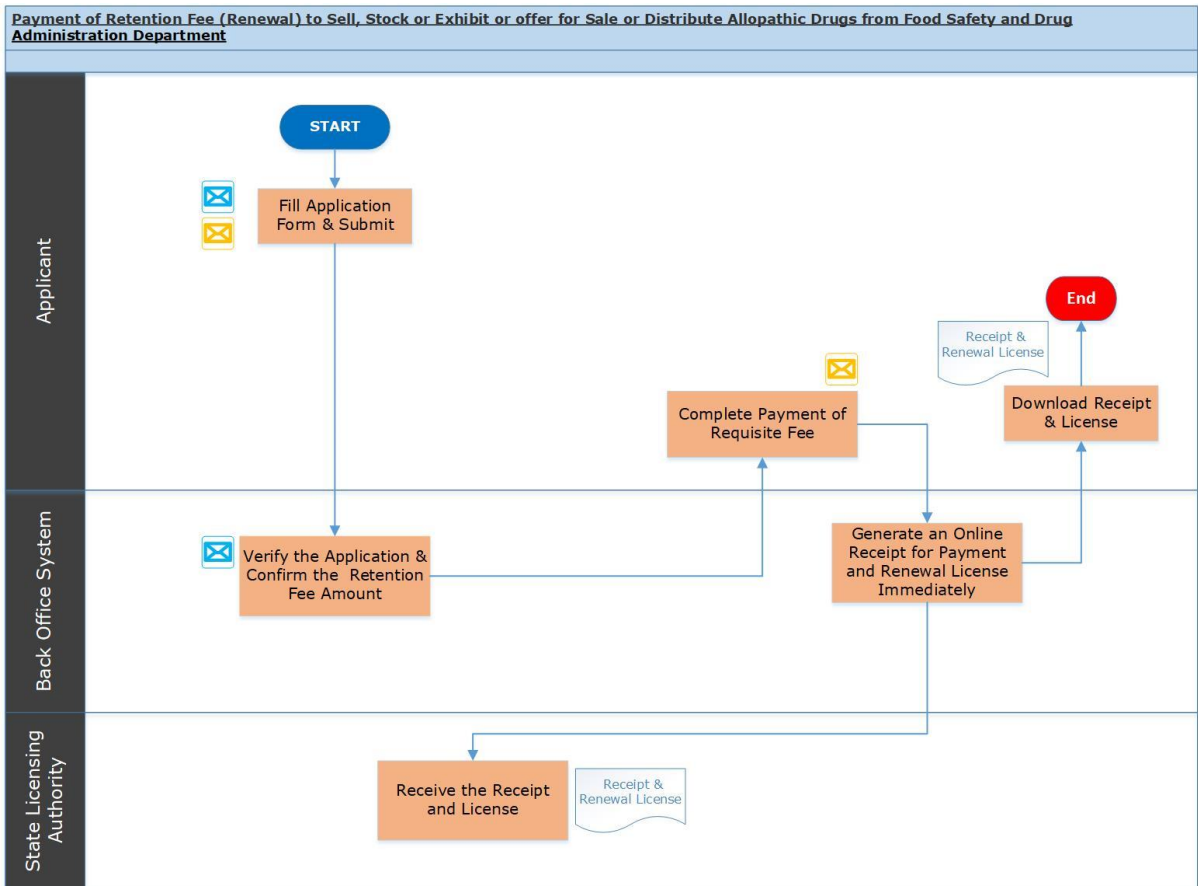 Payment of Retention Fee (Renewal) to Sell, Stock or Exhibit or offer for Sale or Distribute Allopathic Drugs from Food Safety and Drug
Administration Department
Applicant
START
Fill Application
Form & Submit
End
Receipt &
Renewal License
Complete Payment of
Requisite Fee
Download Receipt
& License
Back Office System
Verify the Application &
Confirm the Retention
Fee Amount
Generate an Online
Receipt for Payment
and Renewal License
Immediately
State Licensing
Authority
Receive the Receipt
and License
Receipt &
Renewal License